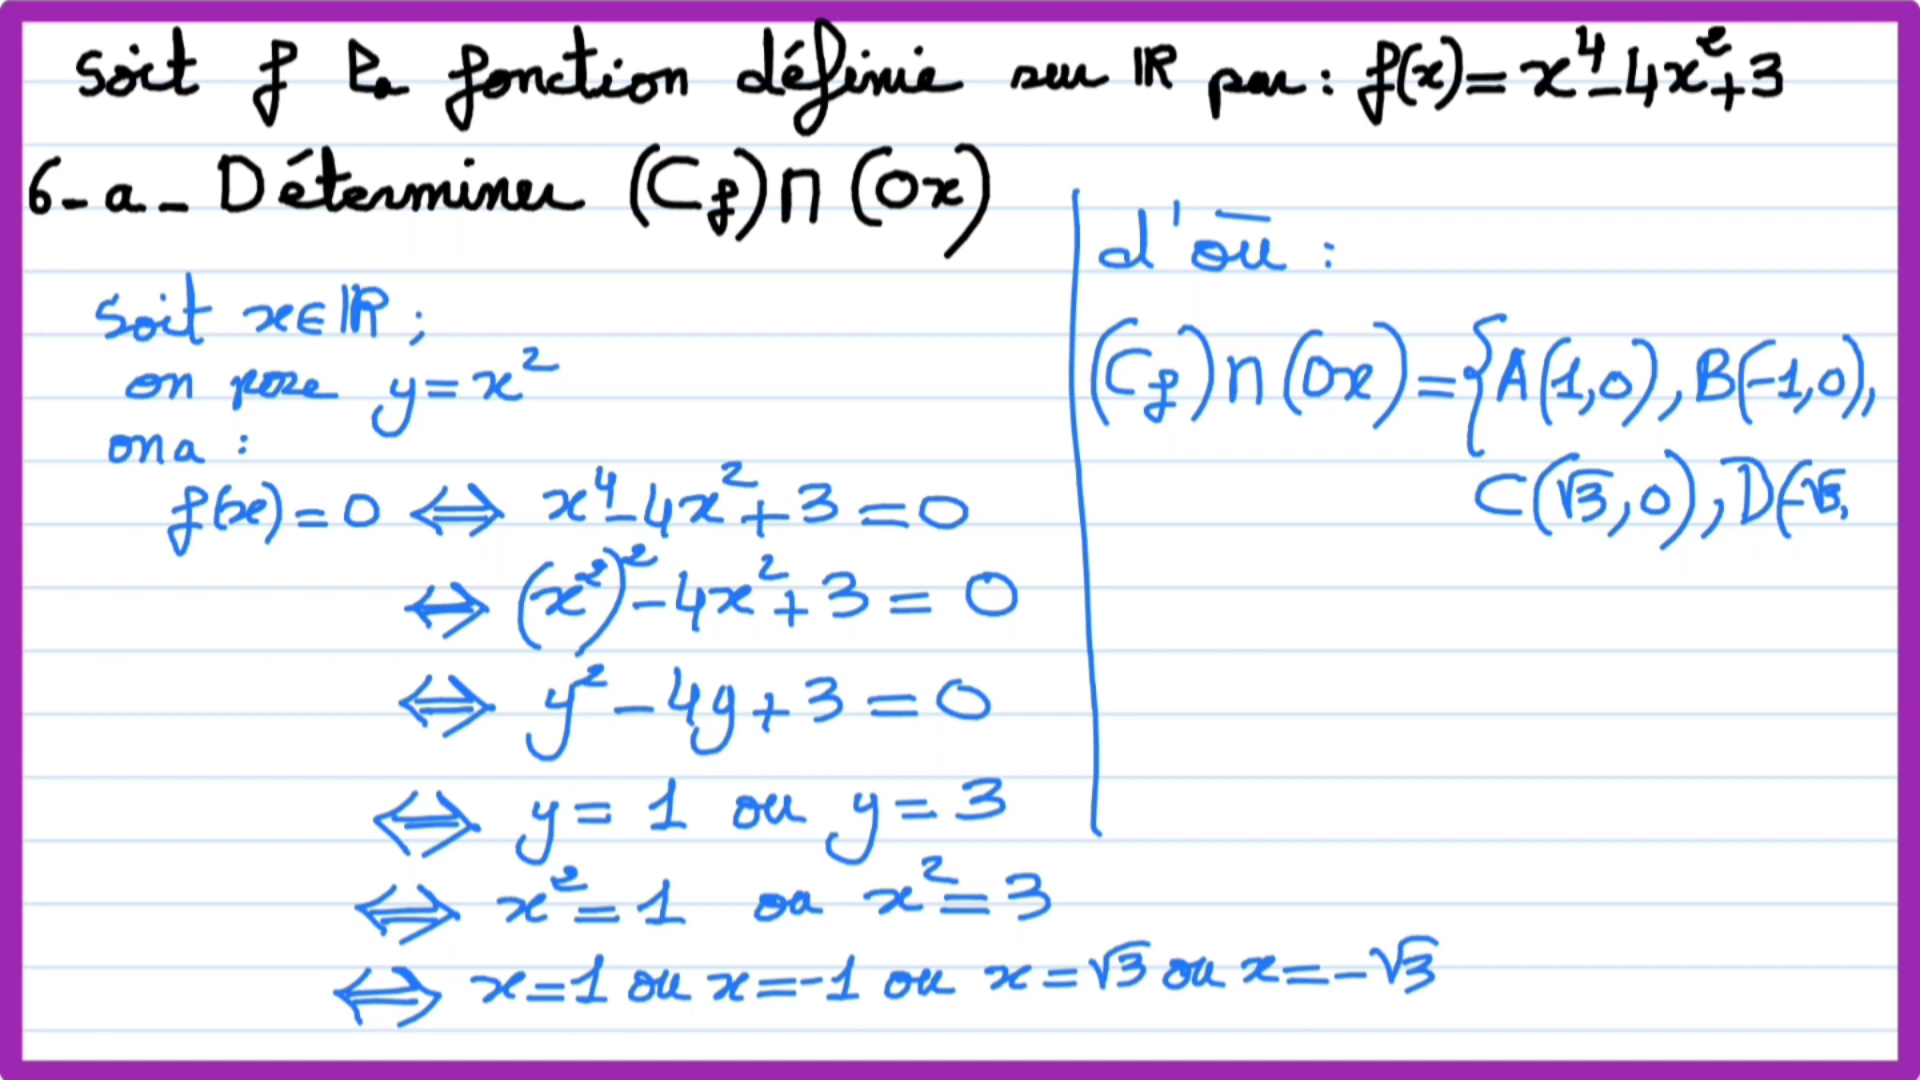 Soit f la fonction définie sur ℝ par : f(x) = x⁴ - 4x² + 3
6 - a - Déterminer (Cf) ∩ (Ox)
Soit x ∈ ℝ ;
on pose y = x²
on a :
f(x) = 0 ⇔ x⁴ - 4x² + 3 = 0
⇔ (x²)² - 4x² + 3 = 0
⇔ y² - 4y + 3 = 0
⇔ y = 1 ou y = 3
⇔ x² = 1 ou x² = 3
⇔ x = 1 ou x = -1 ou x = √3 ou x = -√3
d'où :
(Cf) ∩ (Ox) = {A(1,0), B(-1,0),
C(√3,0), D(-√3,